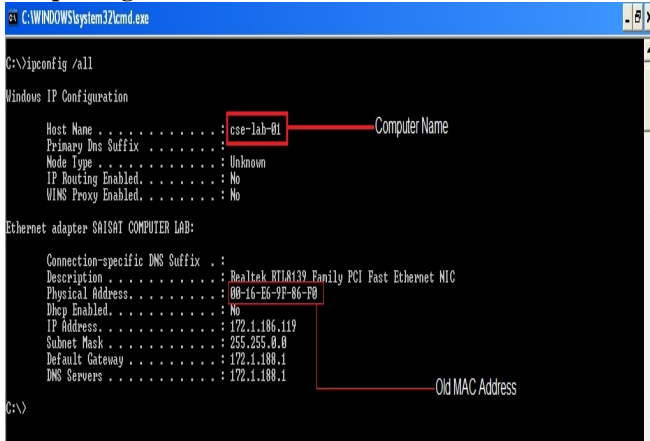 C:\WINDOWS\system32\cmd.exe
C:\>ipconfig /all
Windows IP Configuration
Host Name . . . . . . . . . . . . : cse-lab-01
Computer Name
Primary Dns Suffix . . . . . . . :
Node Type . . . . . . . . . . . . : Unknown
IP Routing Enabled. . . . . . . . : No
WINS Proxy Enabled. . . . . . . . : No
Ethernet adapter SAISAT COMPUTER LAB:
Connection-specific DNS Suffix . :
Description . . . . . . . . . . . : Realtek RTL8139 Family PCI Fast Ethernet NIC
Physical Address. . . . . . . . . : 00-16-E6-9F-86-F0
Dhcp Enabled. . . . . . . . . . . : No
IP Address. . . . . . . . . . . . : 172.1.186.119
Subnet Mask . . . . . . . . . . . : 255.255.0.0
Default Gateway . . . . . . . . . : 172.1.188.1
DNS Servers . . . . . . . . . . . : 172.1.188.1
Old MAC Address
C:\>